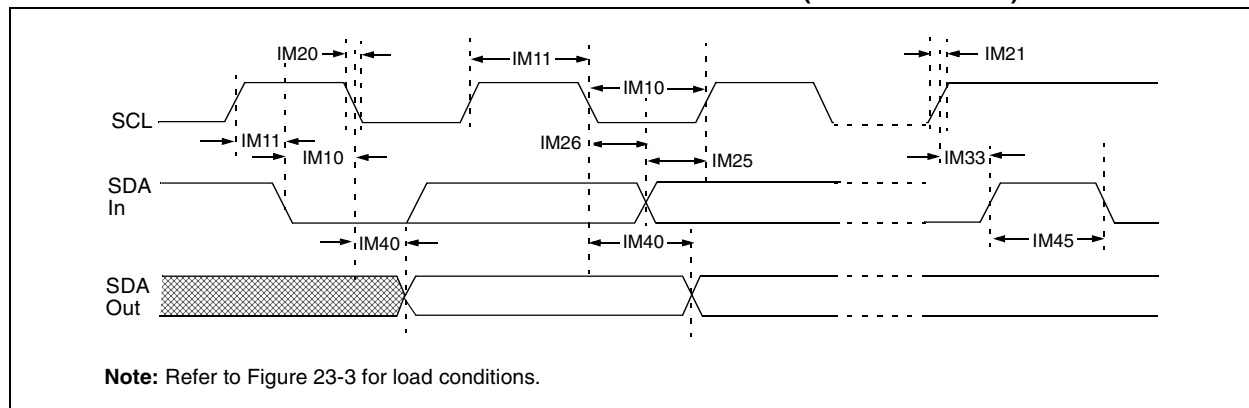 IM20
IM11
IM21
IM10
SCL
IM11
IM26
IM10
IM25
IM33
SDA
In
IM40
IM40
IM45
SDA
Out
Note: Refer to Figure 23-3 for load conditions.